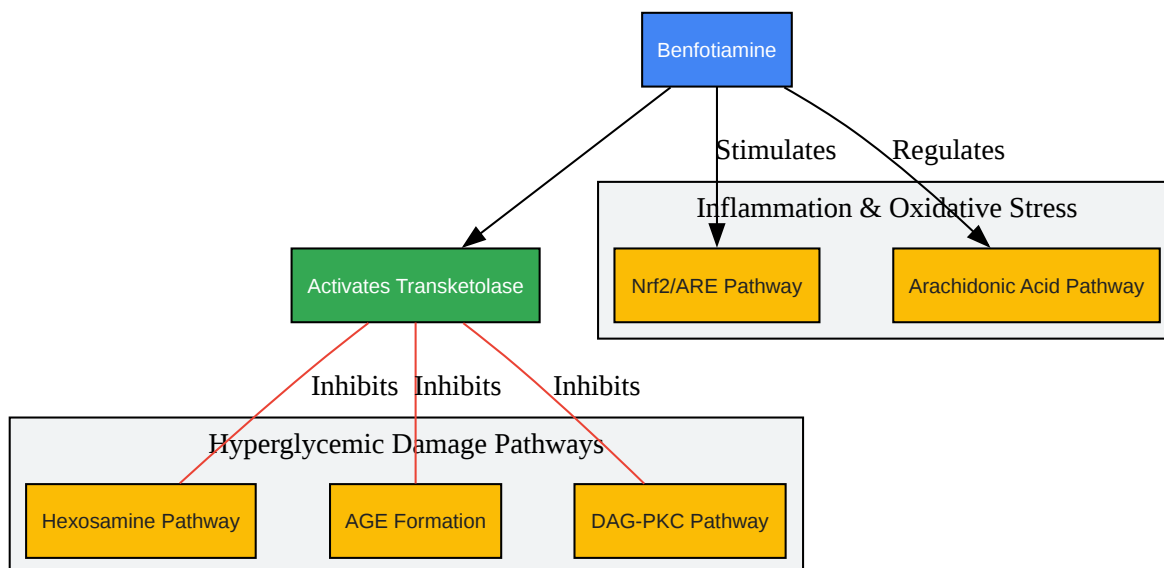 Benfotiamine
Stimulates
Regulates
Inflammation & Oxidative Stress
Activates Transketolase
Nrf2/ARE Pathway
Arachidonic Acid Pathway
Inhibits
Inhibits
Inhibits
Hyperglycemic Damage Pathways
Hexosamine Pathway
AGE Formation
DAG-PKC Pathway